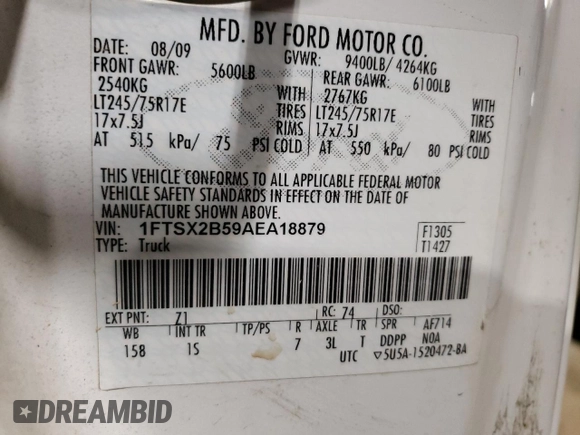 MFD. BY FORD MOTOR CO.
DATE: 08/09 GVWR: 9400LB/ 4264KG
FRONT GAWR: 5600LB REAR GAWR: 6100LB
2540KG WITH 2767KG WITH
LT245/75R17E TIRES LT245/75R17E TIRES
17x7.5J RIMS 17x7.5J RIMS
AT 515 kPa/ 75 PSI COLD AT 550 kPa/ 80 PSI COLD
THIS VEHICLE CONFORMS TO ALL APPLICABLE FEDERAL MOTOR
VEHICLE SAFETY STANDARDS IN EFFECT ON THE DATE OF
MANUFACTURE SHOWN ABOVE.
VIN: 1FTSX2B59AEA18879 F1305
TYPE: Truck T1427
EXT PNT: Z1 RC: 74 DSO:
WB INT TR TP/PS R AXLE TR SPR AF714
158 1S 7 3L T DDPP NOA
UTC ▽5U5A-1520472-BA
DREAMBID